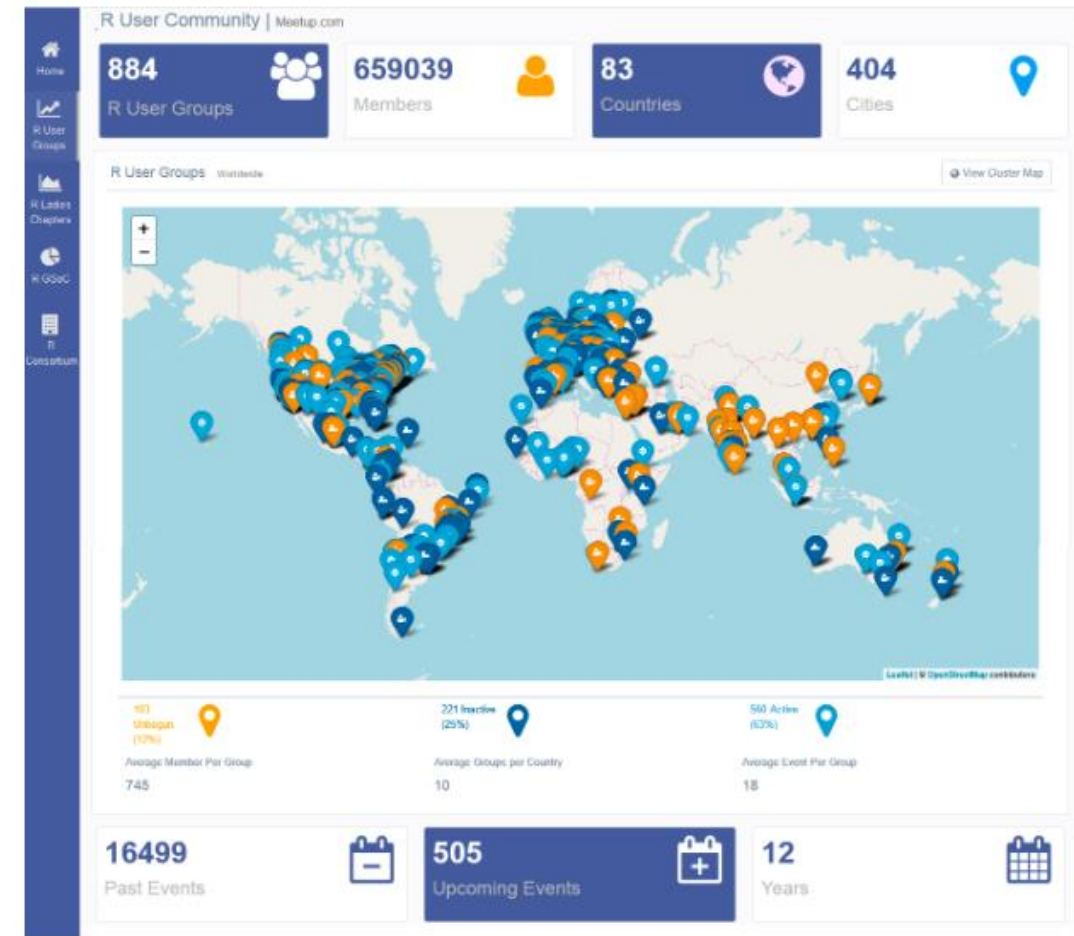 R User Community | Meetup.com
Home
R User
Groups
R Ladies
Chapters
R GSoC
R
Consortium
884
R User Groups
659039
Members
83
Countries
404
Cities
R User Groups Worldwide
View Cluster Map
+
−
Leaflet | © OpenStreetMap contributors
Unbegun
(12%)
221 Inactive
(25%)
560 Active
(63%)
Average Member Per Group
745
Average Groups per Country
10
Average Event Per Group
18
16499
Past Events
505
Upcoming Events
12
Years